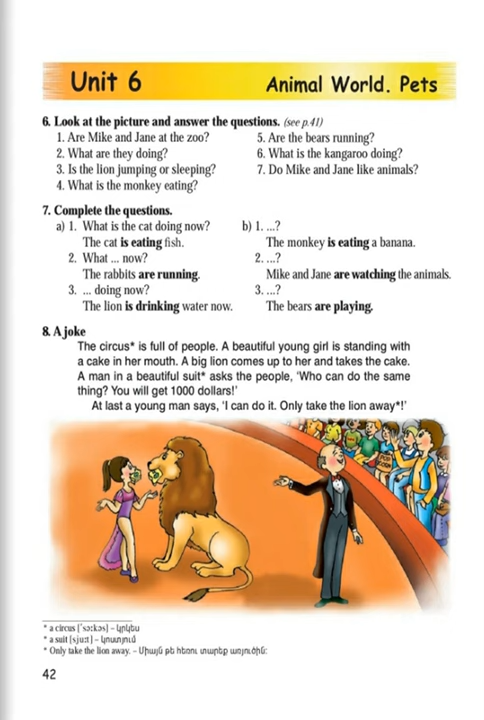 Unit 6 Animal World. Pets
6. Look at the picture and answer the questions. (see p.41)
1. Are Mike and Jane at the zoo?
2. What are they doing?
3. Is the lion jumping or sleeping?
4. What is the monkey eating?
5. Are the bears running?
6. What is the kangaroo doing?
7. Do Mike and Jane like animals?
7. Complete the questions.
a) 1. What is the cat doing now?
The cat is eating fish.
2. What ... now?
The rabbits are running.
3. ... doing now?
The lion is drinking water now.
b) 1. ...?
The monkey is eating a banana.
2. ...?
Mike and Jane are watching the animals.
3. ...?
The bears are playing.
8. A joke
The circus* is full of people. A beautiful young girl is standing with
a cake in her mouth. A big lion comes up to her and takes the cake.
A man in a beautiful suit* asks the people, ‘Who can do the same
thing? You will get 1000 dollars!’
At last a young man says, ‘I can do it. Only take the lion away*!’
POP
CORN
* a circus [ˈsɜːkəs] – կրկես
* a suit [sjuːt] – կոստյում
* Only take the lion away. – Միայն թե հեռու տարեք առյուծին:
42